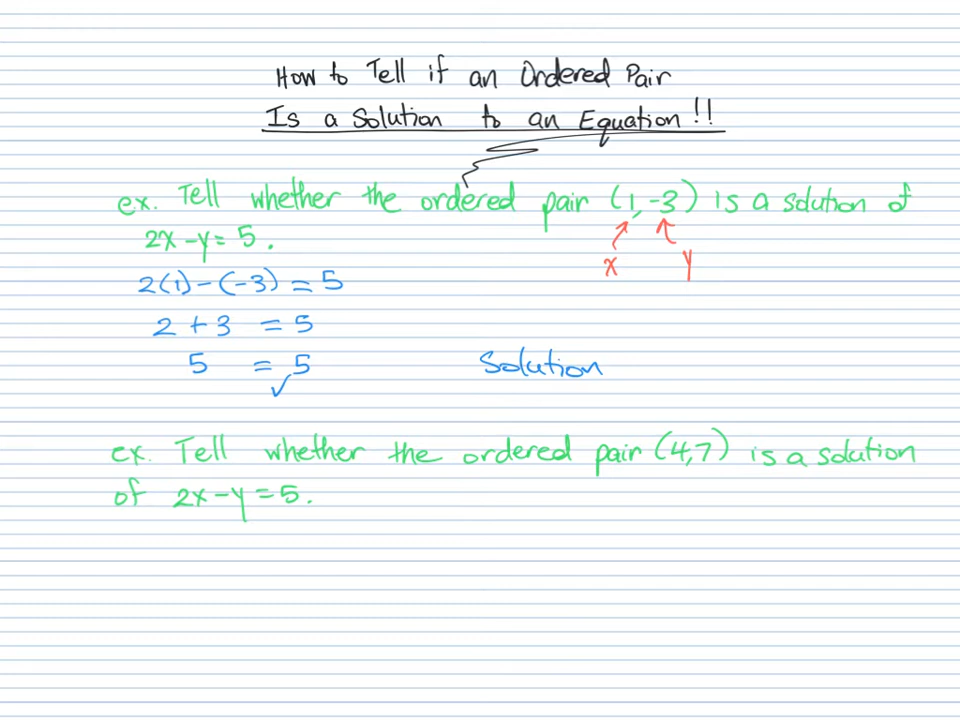 How to Tell if an Ordered Pair
Is a Solution to an Equation!!
ex. Tell whether the ordered pair (1,-3) is a solution of
2x-y=5.
x y
2(1)-(-3)=5
2+3 =5
5 =5
✓
Solution
ex. Tell whether the ordered pair (4,7) is a solution
of 2x-y=5.